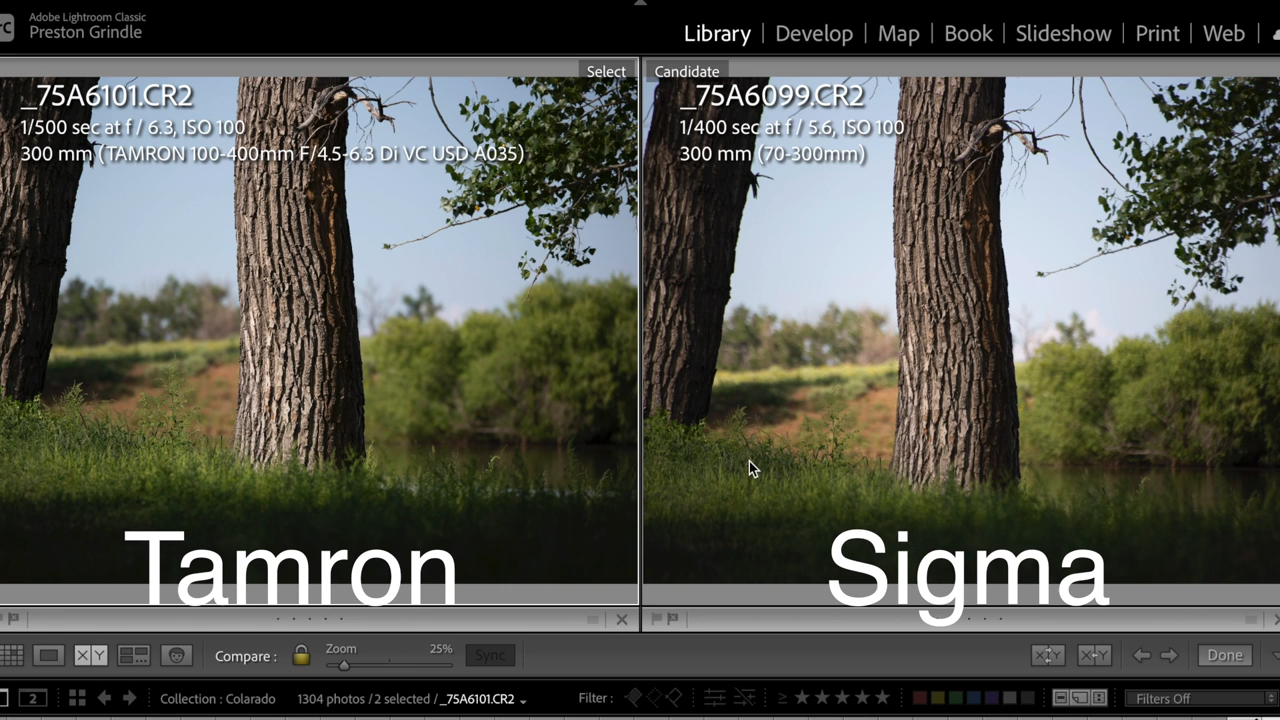 Adobe Lightroom Classic
Preston Grindle
Library | Develop | Map | Book | Slideshow | Print | Web |
Select
_75A6101.CR2
1/500 sec at f / 6.3, ISO 100
300 mm (TAMRON 100-400mm F/4.5-6.3 Di VC USD A035)
Candidate
_75A6099.CR2
1/400 sec at f / 5.6, ISO 100
300 mm (70-300mm)
Tamron
Sigma
XY
Compare :
Zoom
25%
Sync
X Y
X Y
Done
2
Collection : Colarado
1304 photos / 2 selected / _75A6101.CR2
Filter :
≥ ★★★★★
Filters Off